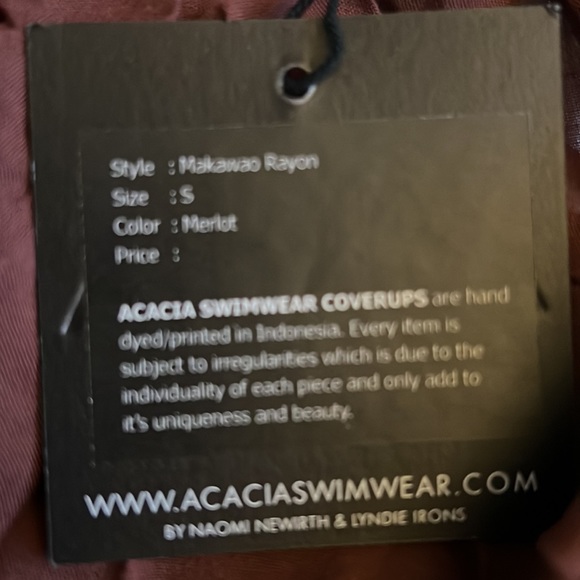 Style : Makawao Rayon
Size : S
Color : Merlot
Price :
ACACIA SWIMWEAR COVERUPS are hand
dyed/printed in Indonesia. Every item is
subject to irregularities which is due to the
individuality of each piece and only add to
it's uniqueness and beauty.
WWW.ACACIASWIMWEAR.COM
BY NAOMI NEWIRTH & LYNDIE IRONS